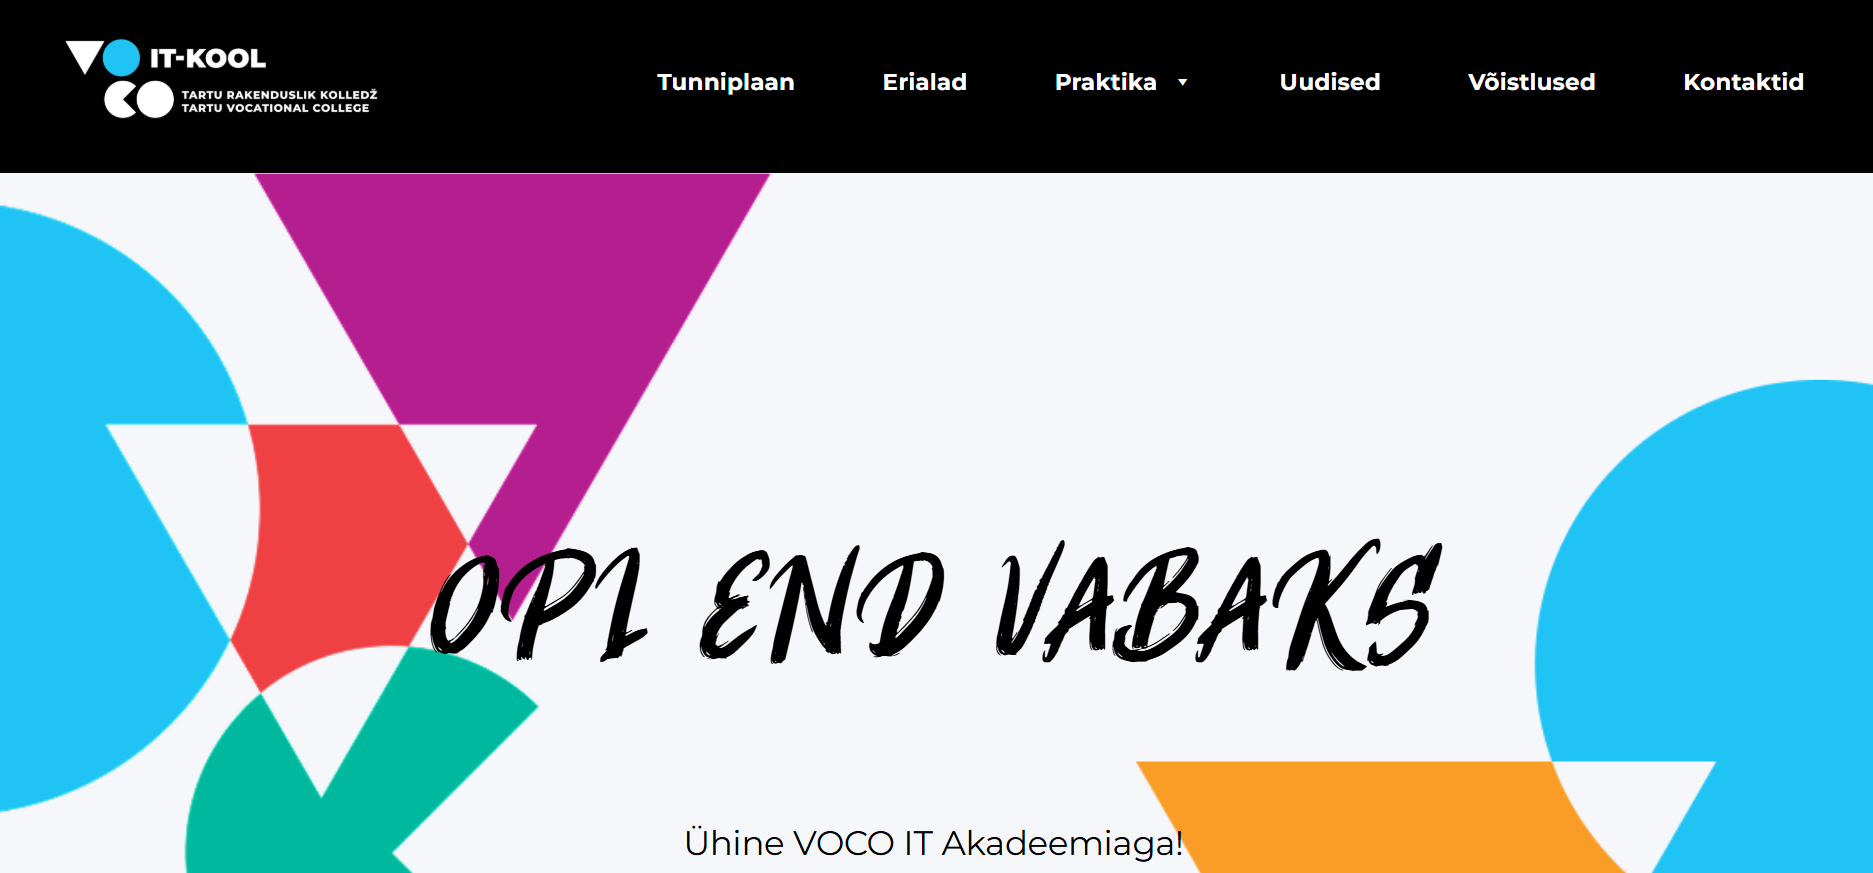 VOCO IT-KOOL
TARTU RAKENDUSLIK KOLLEDŽ
TARTU VOCATIONAL COLLEGE
Tunniplaan Erialad Praktika Uudised Võistlused Kontaktid
OPI END VABAKS
Ühine VOCO IT Akadeemiaga!